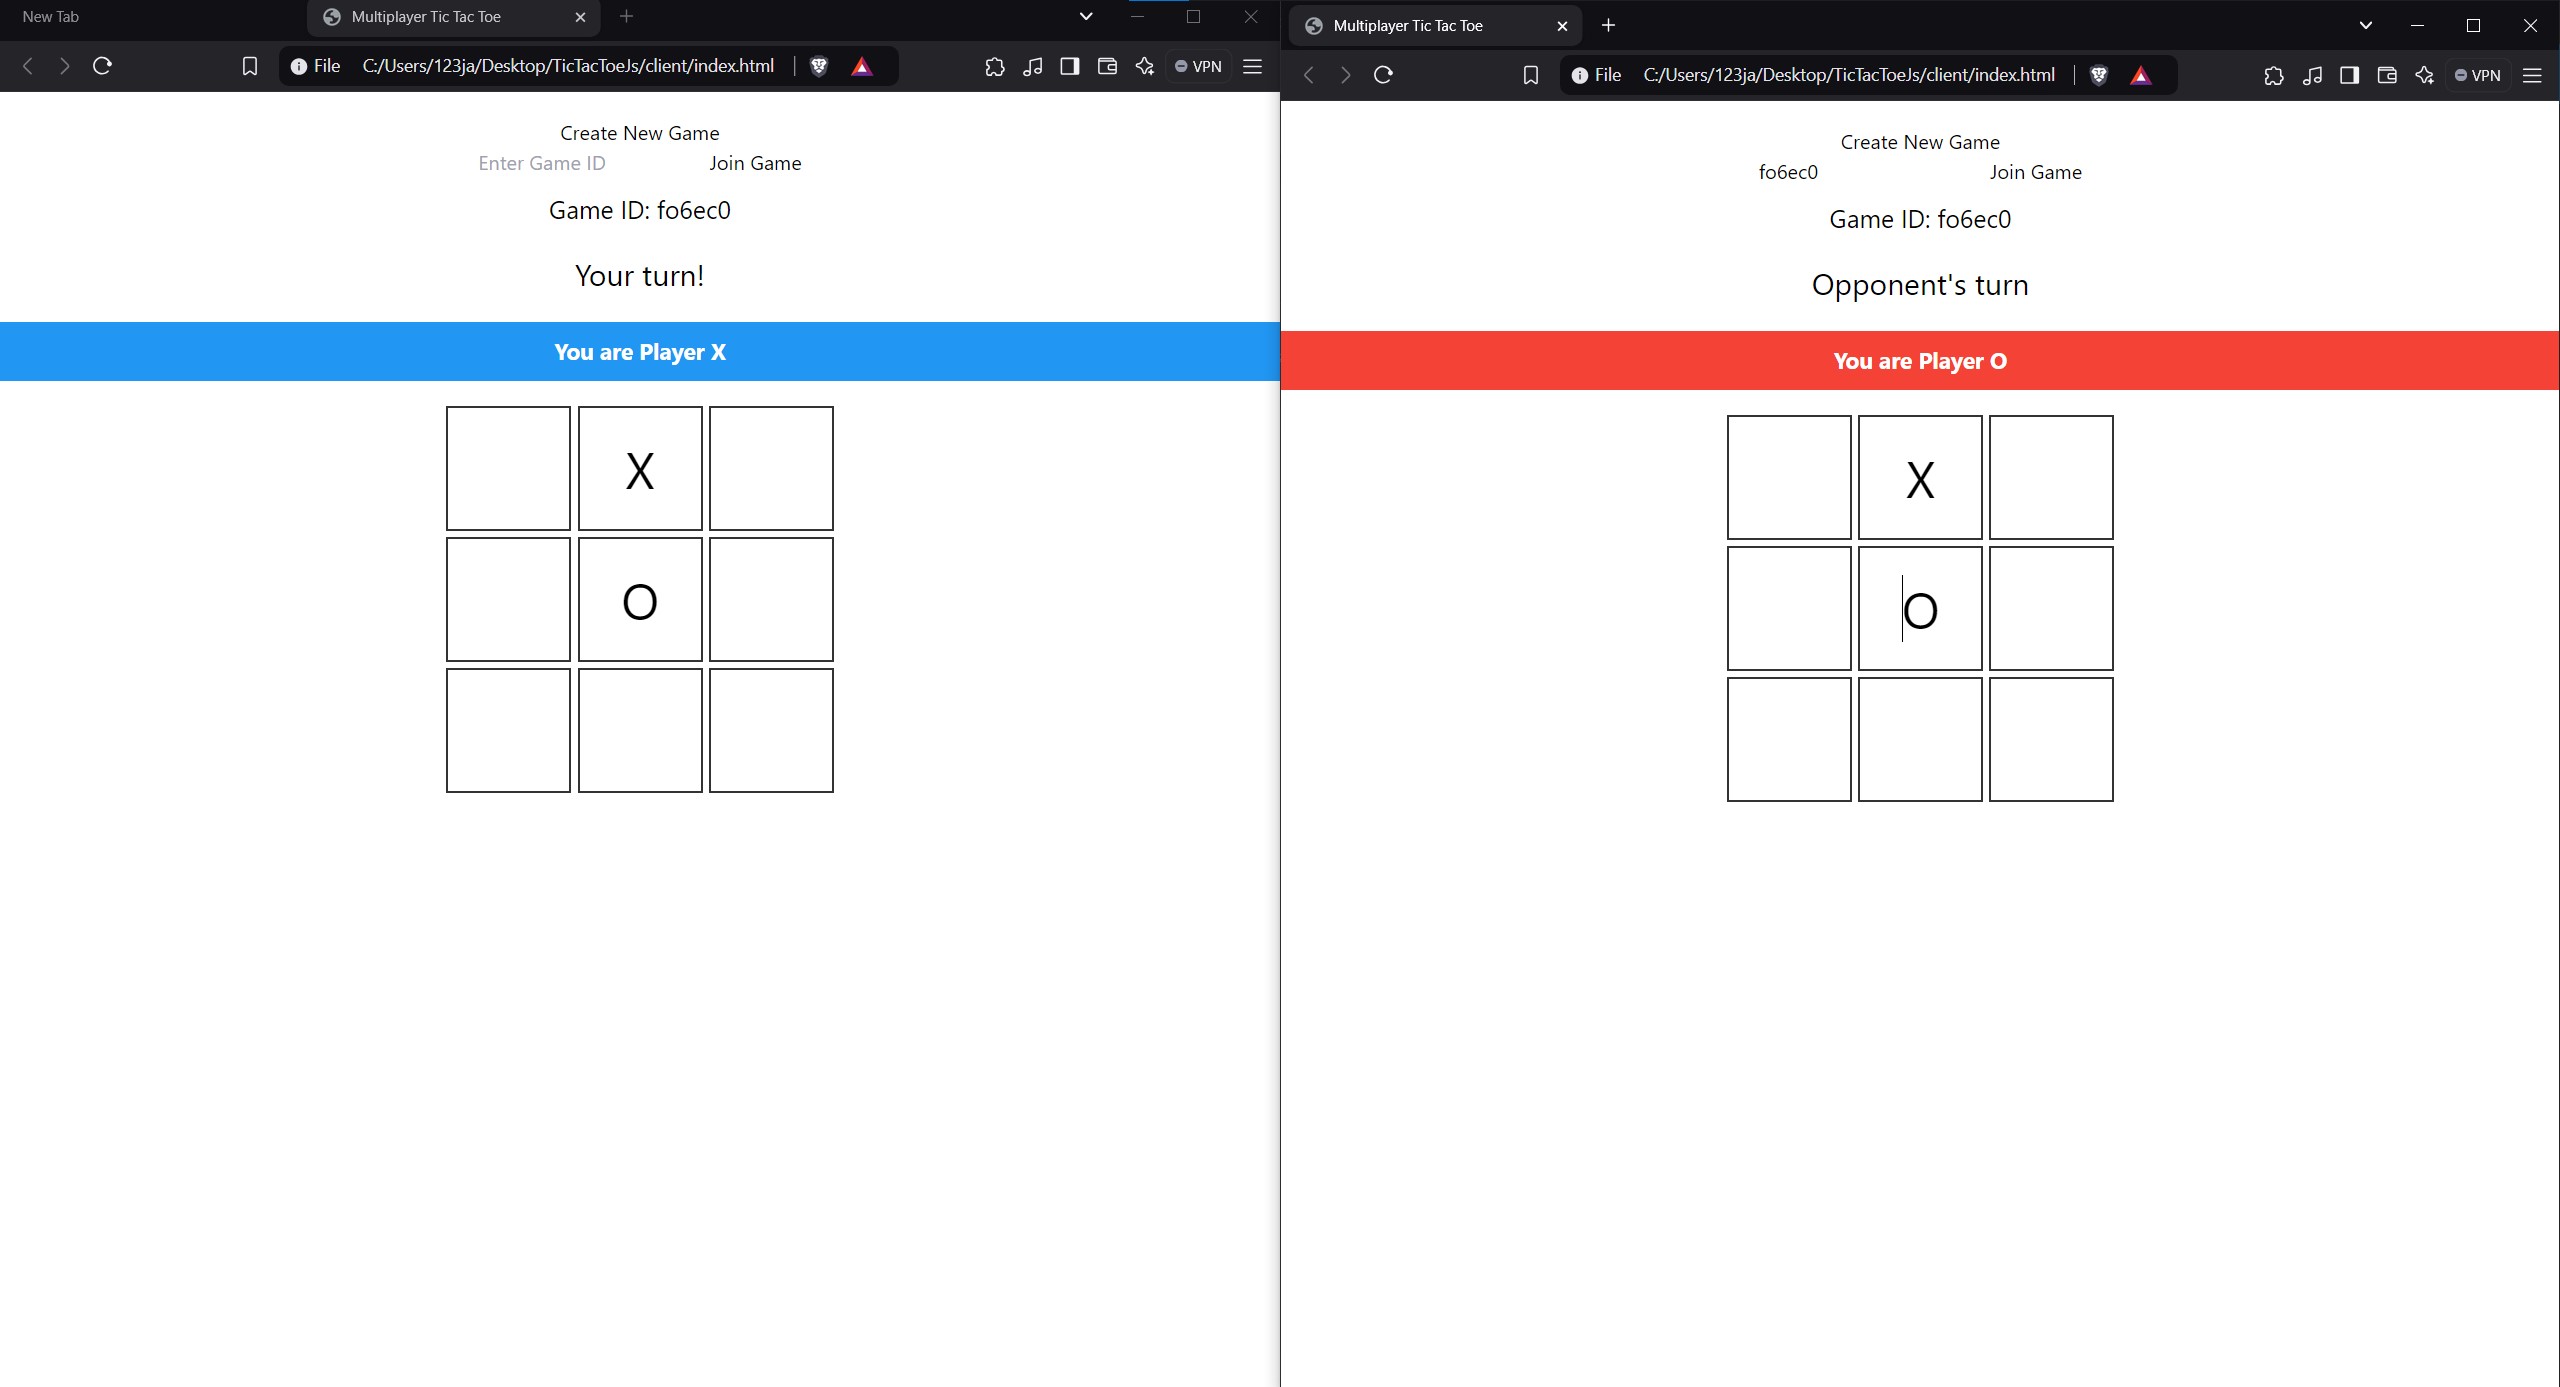 New Tab
Multiplayer Tic Tac Toe
File C:/Users/123ja/Desktop/TicTacToeJs/client/index.html
VPN
Create New Game
Enter Game ID Join Game
Game ID: fo6ec0
Your turn!
You are Player X
X
O
Multiplayer Tic Tac Toe
File C:/Users/123ja/Desktop/TicTacToeJs/client/index.html
VPN
Create New Game
fo6ec0 Join Game
Game ID: fo6ec0
Opponent's turn
You are Player O
X
O